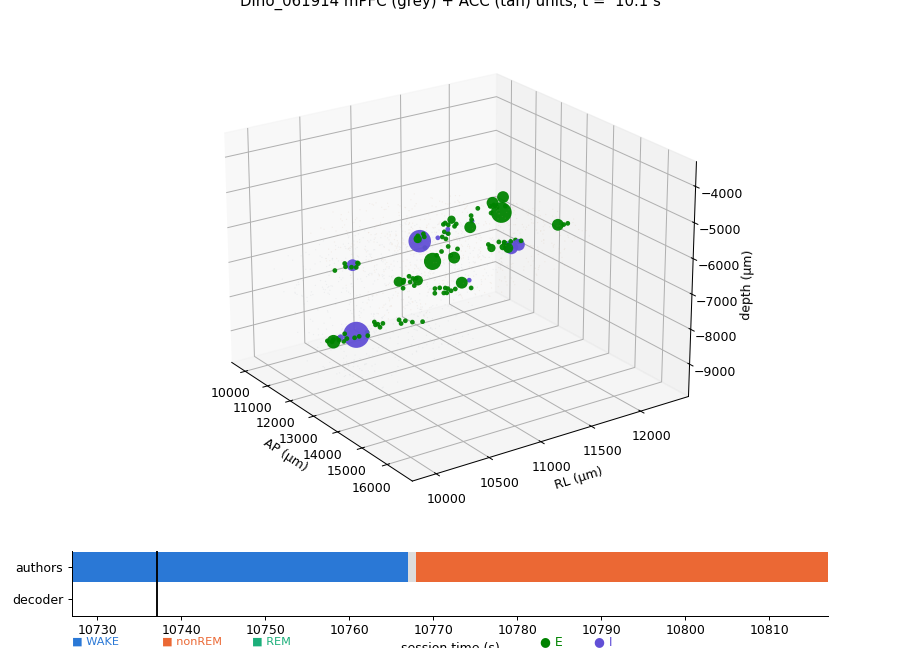 Dino_061914 mPFC (grey) + ACC (tan) units, t = 10.1 s
−4000
−5000
−6000
−7000
−8000
−9000
depth (μm)
10000
11000
12000
13000
14000
15000
16000
AP (μm)
10000
10500
11000
11500
12000
RL (μm)
authors
decoder
10730 10740 10750 10760 10770 10780 10790 10800 10810
session time (s)
WAKE nonREM REM E I